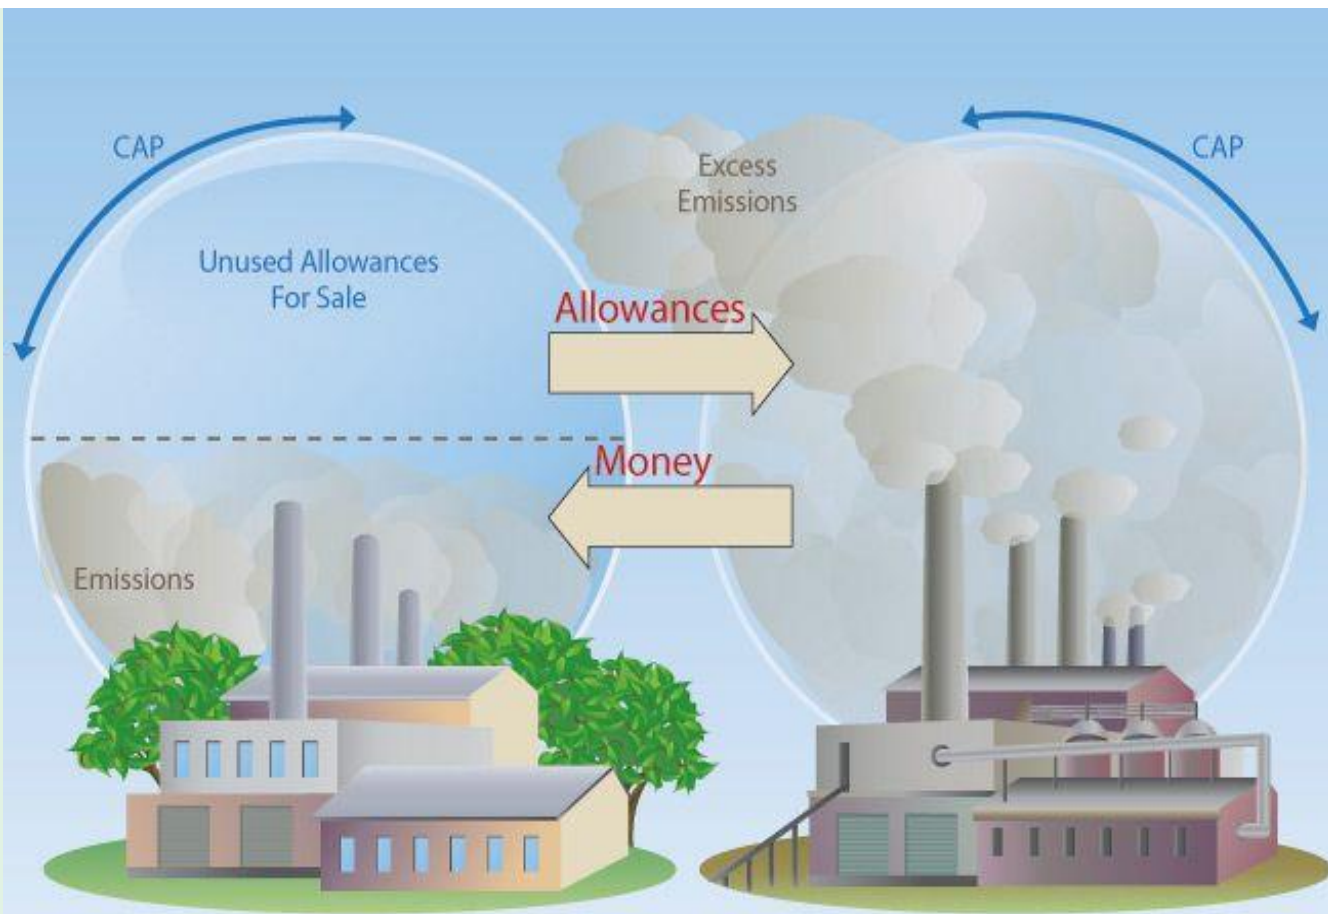 CAP
CAP
Excess
Emissions
Unused Allowances
For Sale
Allowances
Money
Emissions